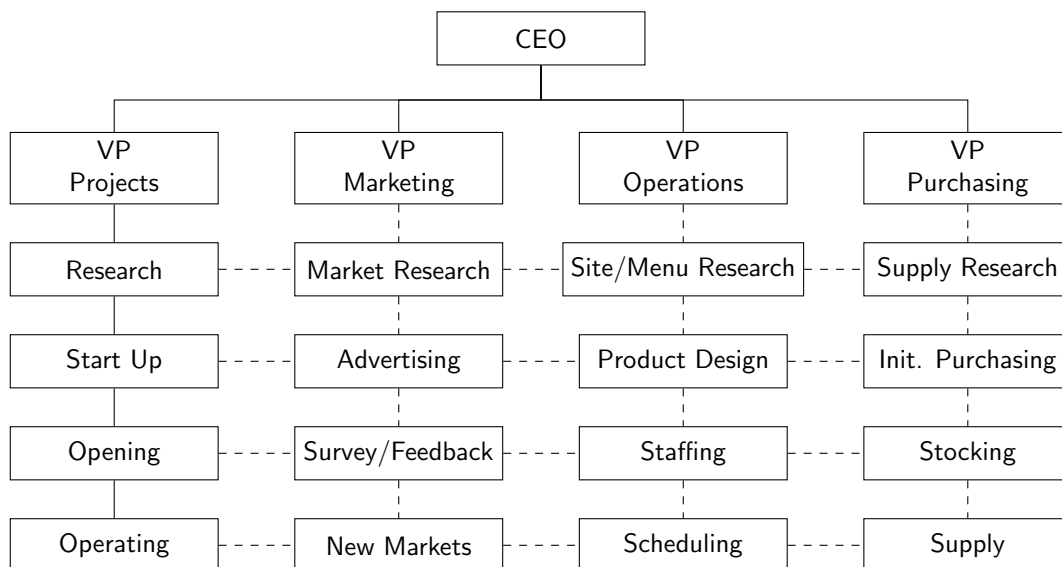 CEO
VP
Projects
VP
Marketing
VP
Operations
VP
Purchasing
Research
Market Research
Site/Menu Research
Supply Research
Start Up
Advertising
Product Design
Init. Purchasing
Opening
Survey/Feedback
Staffing
Stocking
Operating
New Markets
Scheduling
Supply